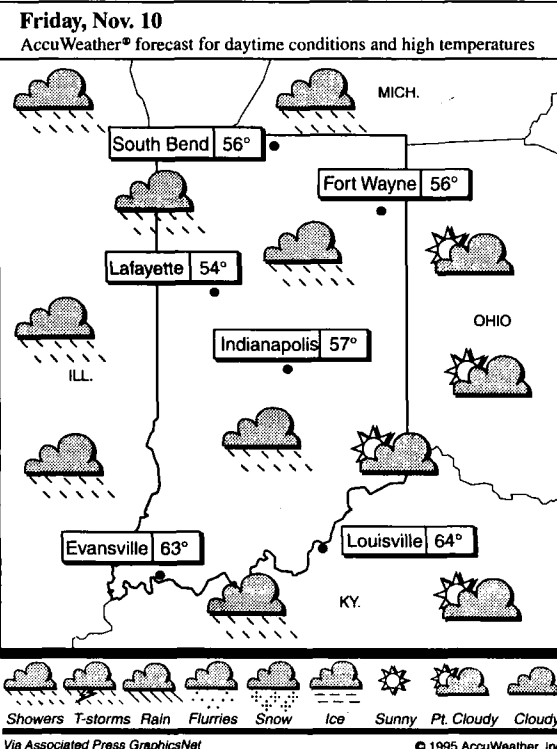 Friday, Nov. 10
AccuWeather® forecast for daytime conditions and high temperatures
MICH.
South Bend 56°
Fort Wayne 56°
Lafayette 54°
OHIO
Indianapolis 57°
ILL.
Evansville 63°
Louisville 64°
KY.
Showers T-storms Rain Flurries Snow Ice Sunny Pt. Cloudy Cloudy
Via Associated Press GraphicsNet
© 1995 AccuWeather, Inc